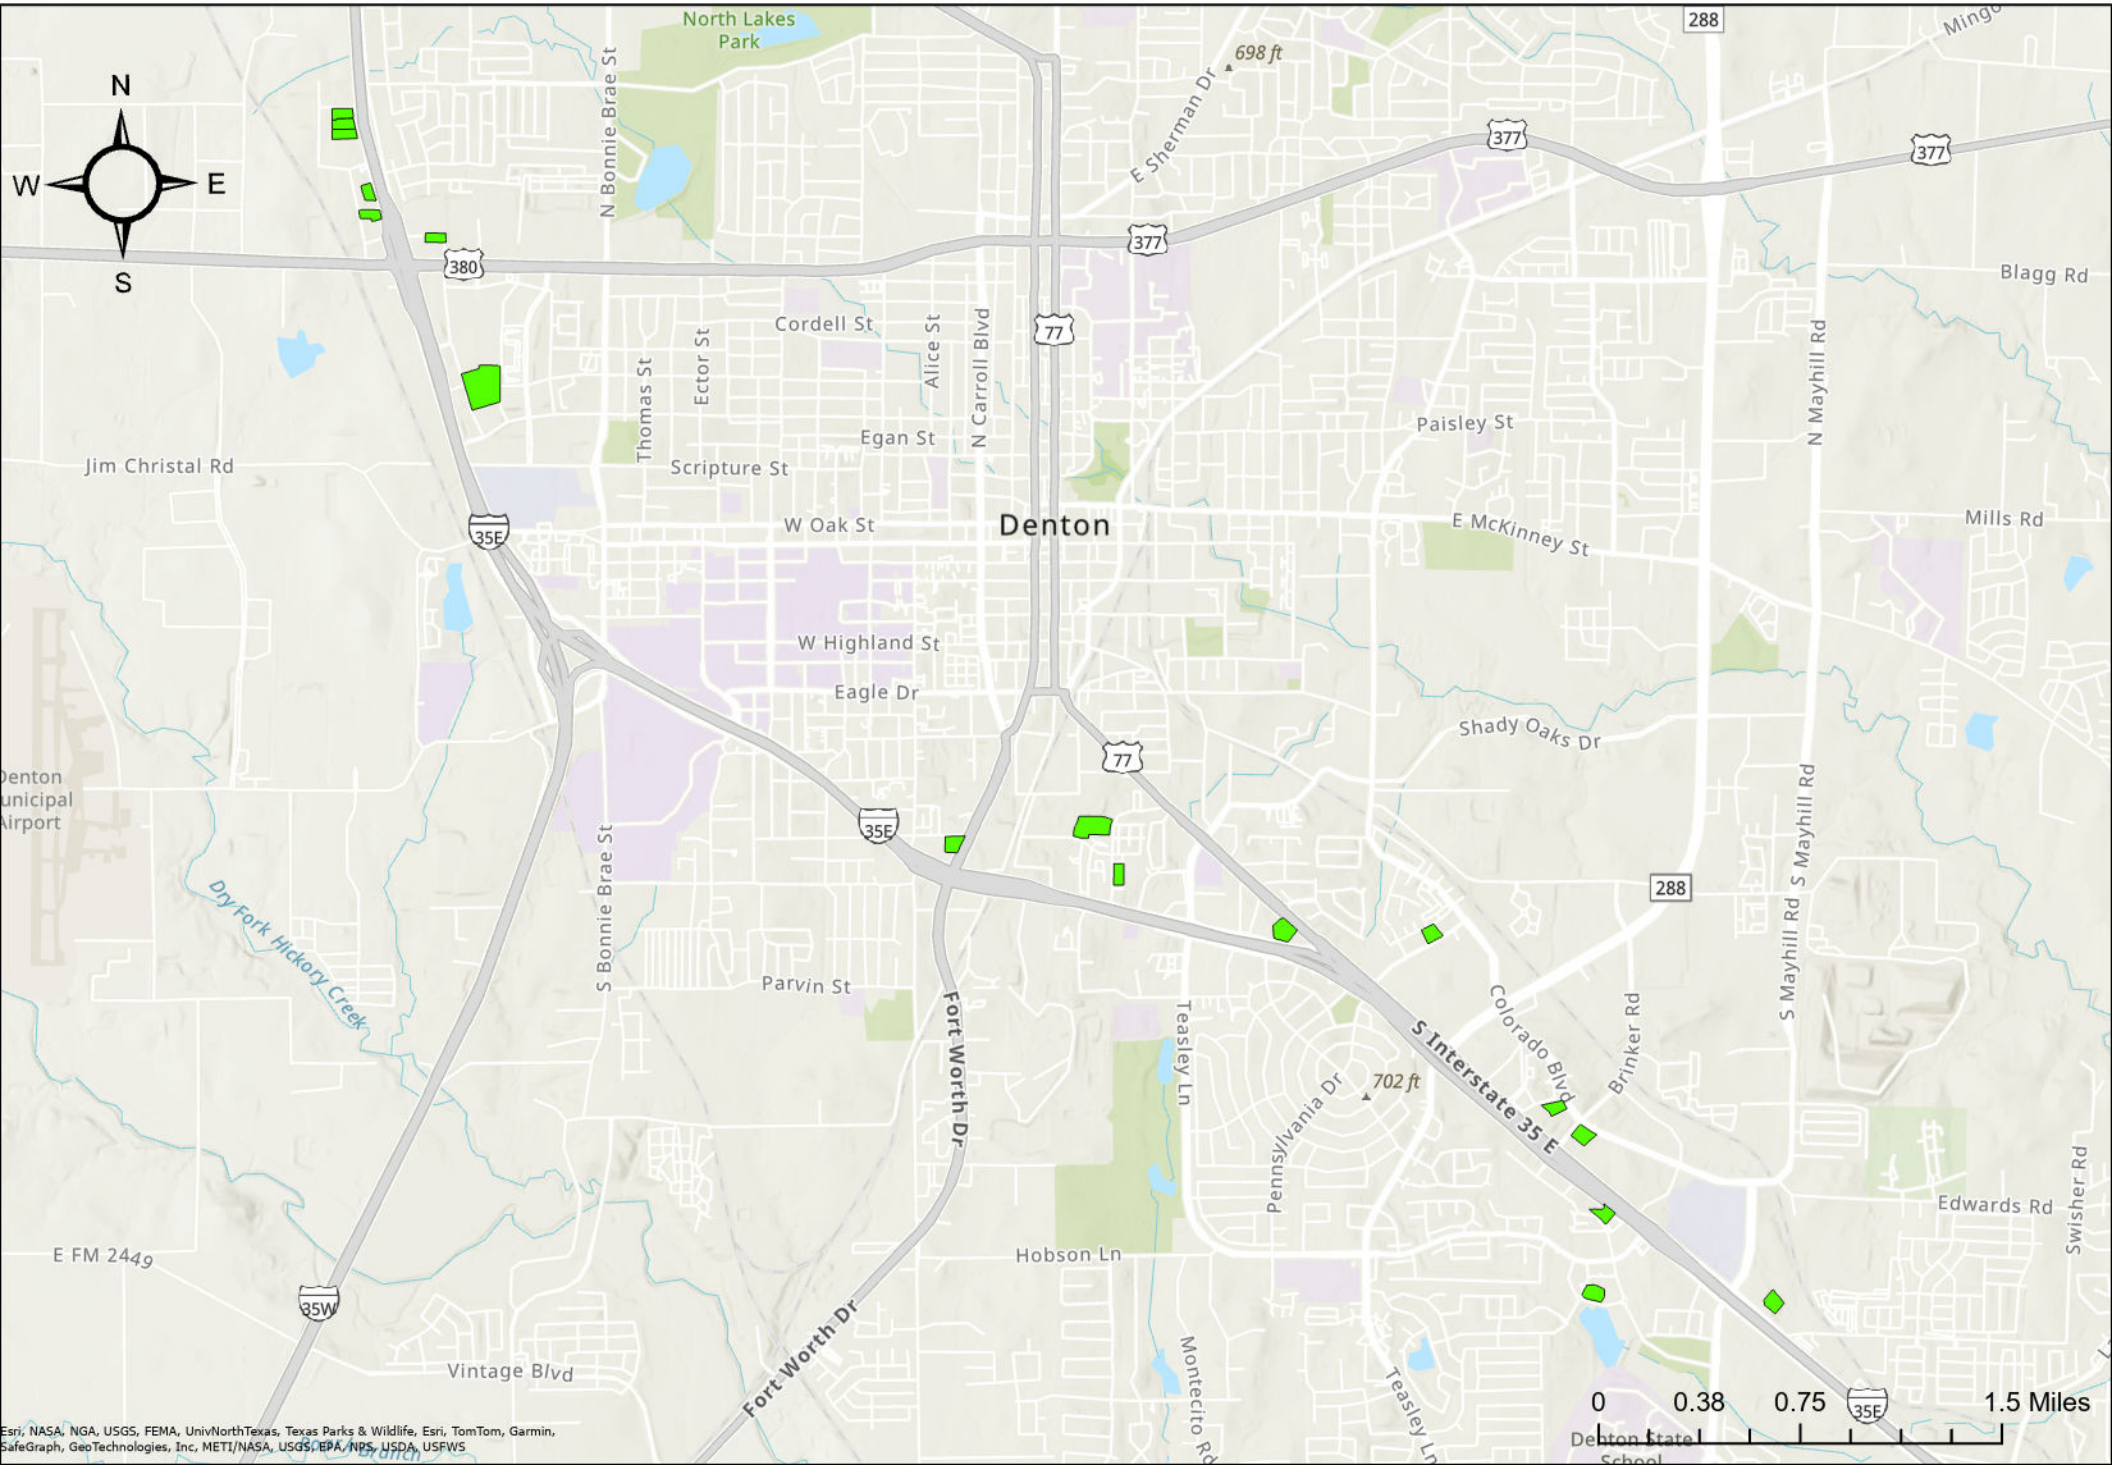 North Lakes
Park
698 ft
288
Mingo
N
W
E
S
N Bonnie Brae St
E Sherman Dr
377
377
377
380
Blagg Rd
77
Cordell St
Alice St
N Carroll Blvd
Ector St
Thomas St
N Mayhill Rd
Paisley St
Egan St
Scripture St
Jim Christal Rd
35E
W Oak St
Denton
E McKinney St
Mills Rd
W Highland St
Eagle Dr
Shady Oaks Dr
77
Denton
unicipal
Airport
35E
S Mayhill Rd
S Mayhill Rd
288
S Bonnie Brae St
Dry Fork Hickory Creek
Parvin St
Fort Worth Dr
Teasley Ln
Colorado Blvd
Brinker Rd
S Interstate 35 E
702 ft
Pennsylvania Dr
Edwards Rd
Swisher Rd
E FM 2449
Hobson Ln
35W
Fort Worth Dr
Vintage Blvd
Montecito Rd
Teasley Ln
0 0.38 0.75 1.5 Miles
35E
Denton State
School
Esri, NASA, NGA, USGS, FEMA, UnivNorthTexas, Texas Parks & Wildlife, Esri, TomTom, Garmin,
SafeGraph, GeoTechnologies, Inc, METI/NASA, USGS, EPA, NPS, USDA, USFWS